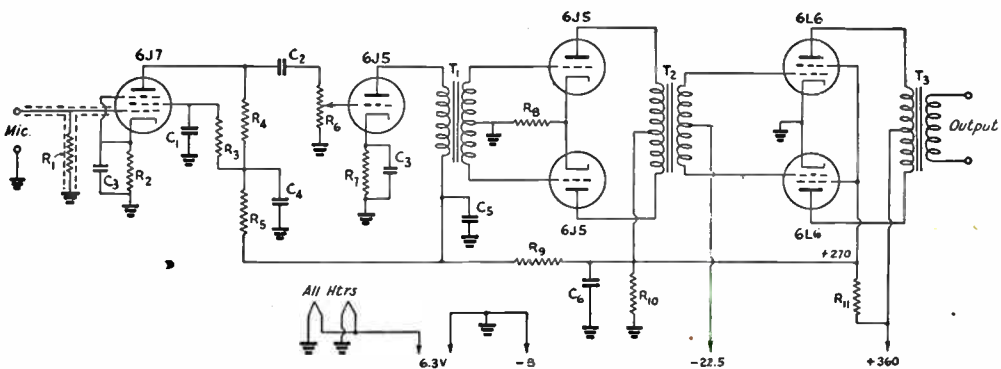 6J7
C2
6J5
T1
6J5
T2
6L6
T3
Mic.
R1
C3
R2
C1
R3
R4
C4
R5
R6
R7
C3
C5
R8
6J5
6L6
Output
R9
C6
R10
+270
R11
All Htrs
6.3V
-B
-22.5
+360